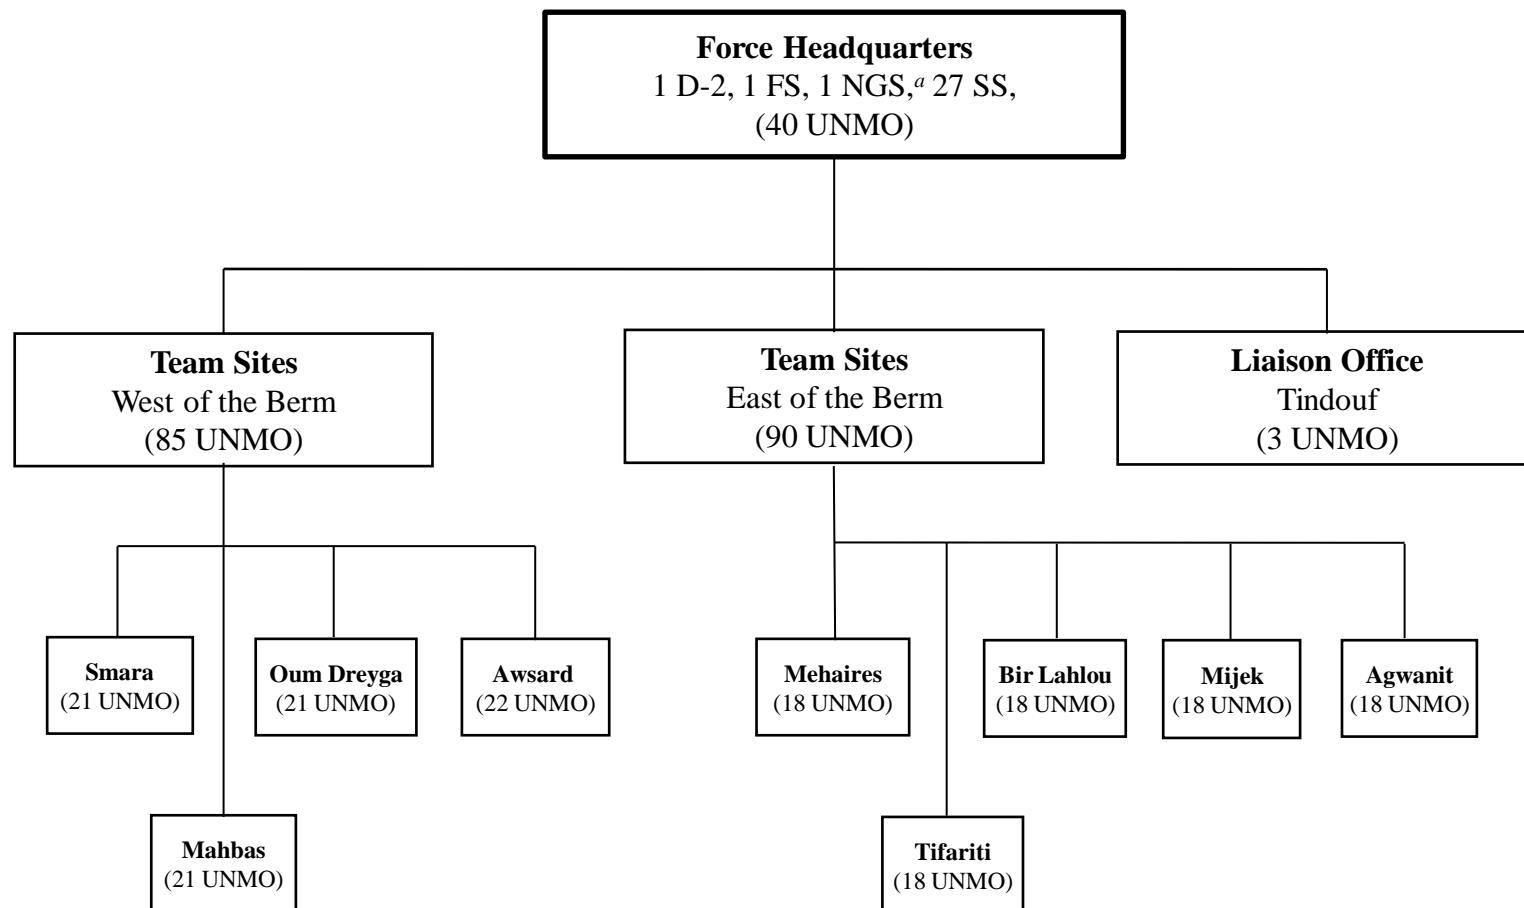 Force Headquarters
1 D-2, 1 FS, 1 NGS,ᵃ 27 SS,
(40 UNMO)
Team Sites
West of the Berm
(85 UNMO)
Team Sites
East of the Berm
(90 UNMO)
Liaison Office
Tindouf
(3 UNMO)
Smara
(21 UNMO)
Oum Dreyga
(21 UNMO)
Awsard
(22 UNMO)
Mehaires
(18 UNMO)
Bir Lahlou
(18 UNMO)
Mijek
(18 UNMO)
Agwanit
(18 UNMO)
Mahbas
(21 UNMO)
Tifariti
(18 UNMO)